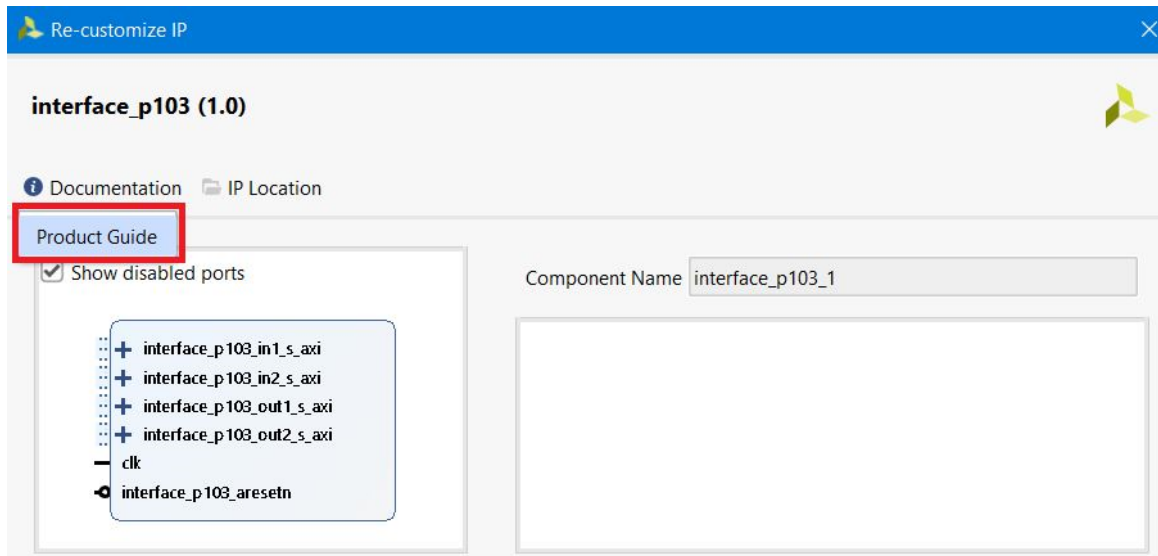 Re-customize IP
interface_p103 (1.0)
Documentation IP Location
Product Guide
Show disabled ports
Component Name interface_p103_1
interface_p103_in1_s_axi
interface_p103_in2_s_axi
interface_p103_out1_s_axi
interface_p103_out2_s_axi
clk
interface_p103_aresetn